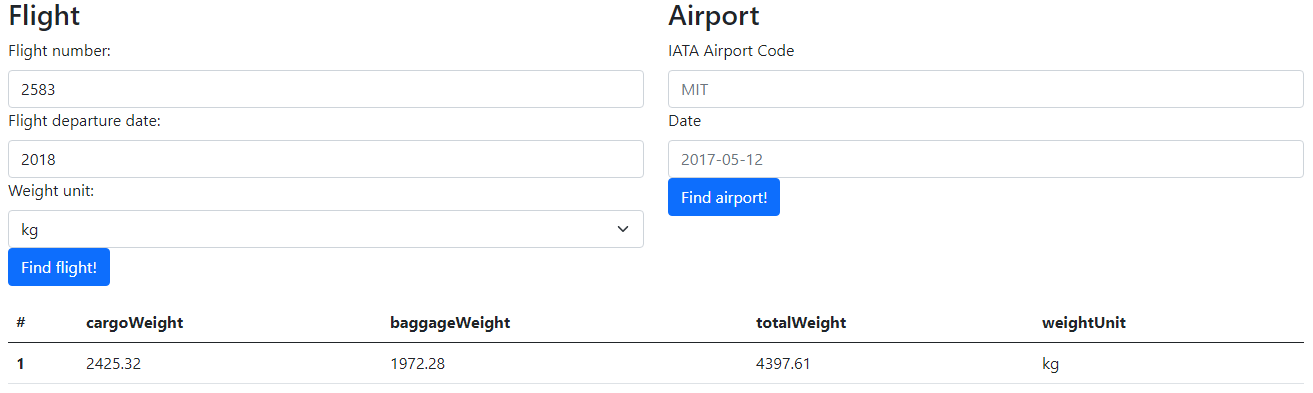 Flight
Flight number:
2583
Flight departure date:
2018
Weight unit:
kg
Find flight!
Airport
IATA Airport Code
MIT
Date
2017-05-12
Find airport!
# cargoWeight baggageWeight totalWeight weightUnit
1 2425.32 1972.28 4397.61 kg